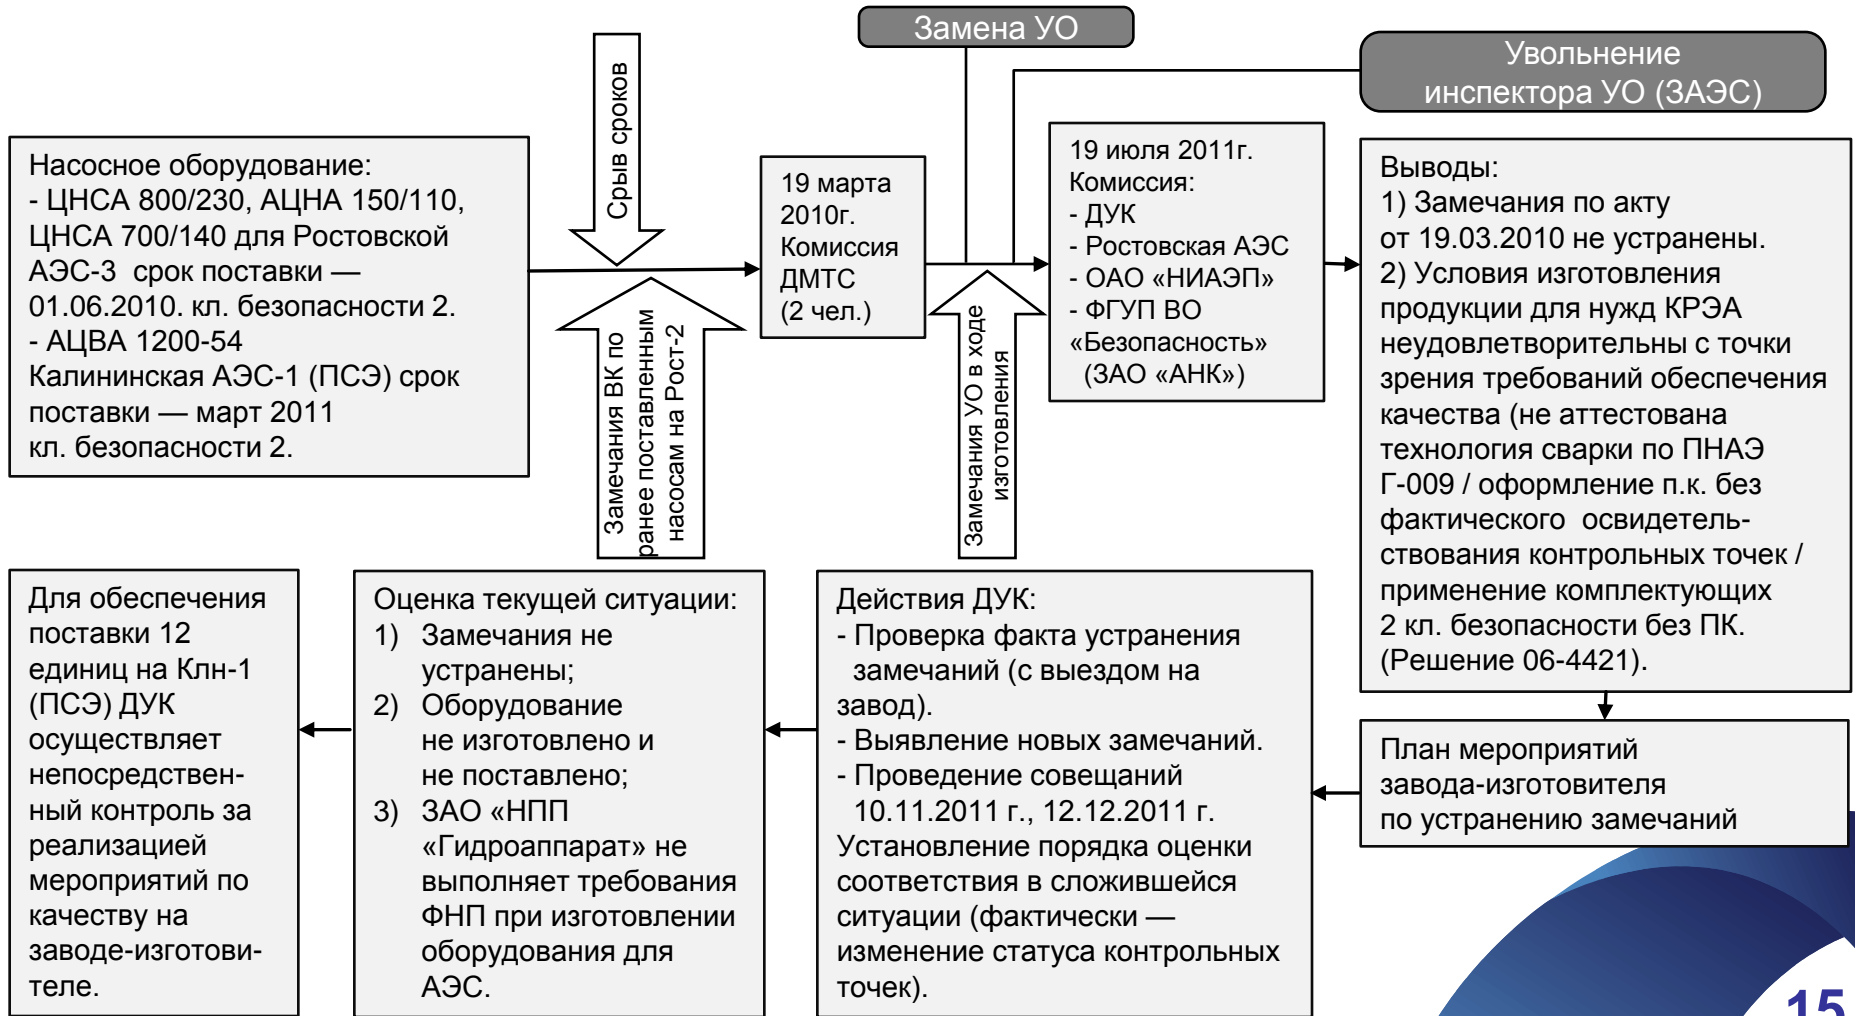 Замена УО
Увольнение
инспектора УО (ЗАЭС)
Срыв сроков
Насосное оборудование:
- ЦНСА 800/230, АЦНА 150/110,
ЦНСА 700/140 для Ростовской
АЭС-3 срок поставки —
01.06.2010. кл. безопасности 2.
- АЦВА 1200-54
Калининская АЭС-1 (ПСЭ) срок
поставки — март 2011
кл. безопасности 2.
Замечания ВК по
ранее поставленным
насосам на Рост-2
19 марта
2010г.
Комиссия
ДМТС
(2 чел.)
Замечания УО в ходе
изготовления
19 июля 2011г.
Комиссия:
- ДУК
- Ростовская АЭС
- ОАО «НИАЭП»
- ФГУП ВО
«Безопасность»
(ЗАО «АНК»)
Выводы:
1) Замечания по акту
от 19.03.2010 не устранены.
2) Условия изготовления
продукции для нужд КРЭА
неудовлетворительны с точки
зрения требований обеспечения
качества (не аттестована
технология сварки по ПНАЭ
Г-009 / оформление п.к. без
фактического освидетель-
ствования контрольных точек /
применение комплектующих
2 кл. безопасности без ПК.
(Решение 06-4421).
План мероприятий
завода-изготовителя
по устранению замечаний
Действия ДУК:
- Проверка факта устранения
замечаний (с выездом на
завод).
- Выявление новых замечаний.
- Проведение совещаний
10.11.2011 г., 12.12.2011 г.
Установление порядка оценки
соответствия в сложившейся
ситуации (фактически —
изменение статуса контрольных
точек).
Оценка текущей ситуации:
1) Замечания не
устранены;
2) Оборудование
не изготовлено и
не поставлено;
3) ЗАО «НПП
«Гидроаппарат» не
выполняет требования
ФНП при изготовлении
оборудования для
АЭС.
Для обеспечения
поставки 12
единиц на Клн-1
(ПСЭ) ДУК
осуществляет
непосредствен-
ный контроль за
реализацией
мероприятий по
качеству на
заводе-изготови-
теле.
15